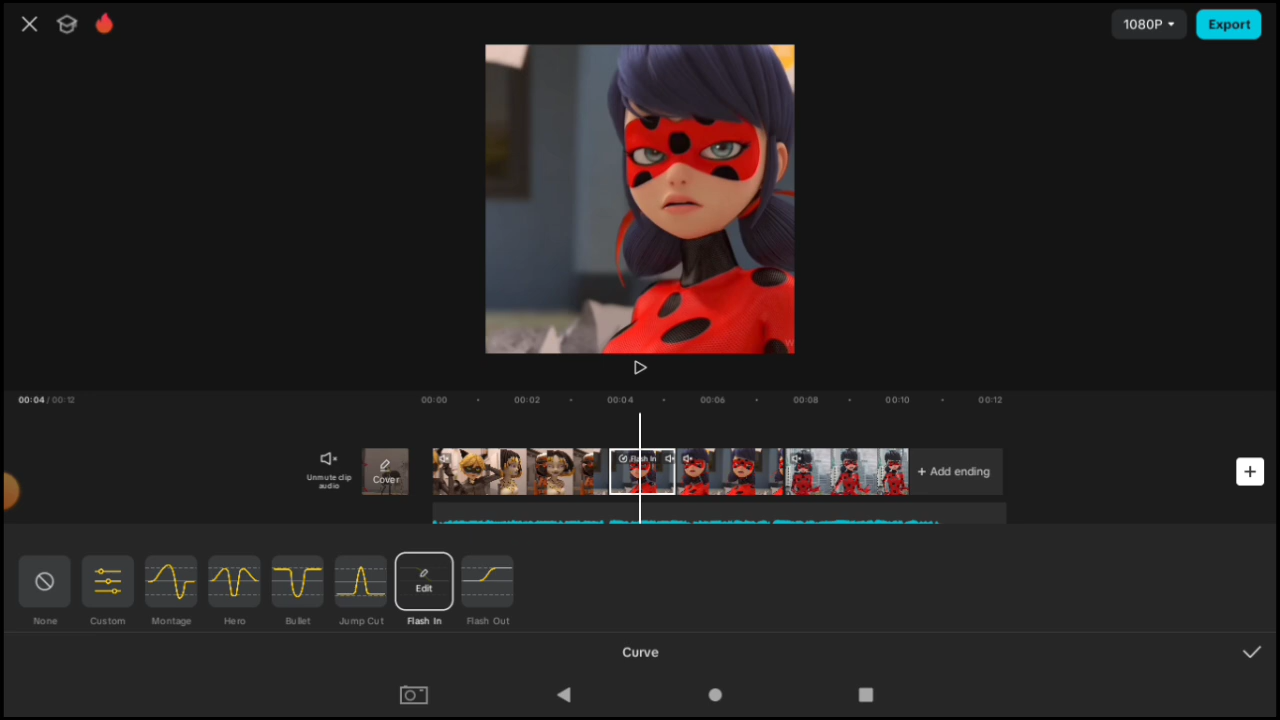 1080P
Export
00:04 / 00:12
00:00
00:02
00:04
00:06
00:08
00:10
00:12
Unmute clip
audio
Cover
Flash In
+ Add ending
+
Edit
None
Custom
Montage
Hero
Bullet
Jump Cut
Flash In
Flash Out
Curve